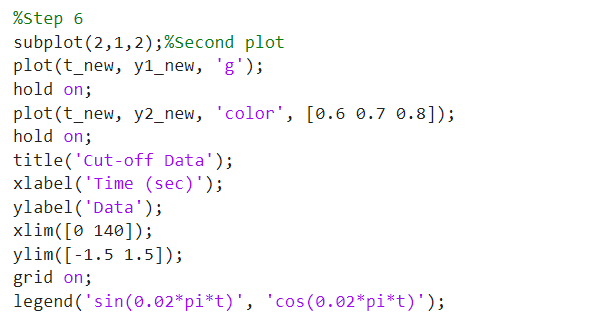 %Step 6
subplot(2,1,2);%Second plot
plot(t_new, y1_new, 'g');
hold on;
plot(t_new, y2_new, 'color', [0.6 0.7 0.8]);
hold on;
title('Cut-off Data');
xlabel('Time (sec)');
ylabel('Data');
xlim([0 140]);
ylim([-1.5 1.5]);
grid on;
legend('sin(0.02*pi*t)', 'cos(0.02*pi*t)');